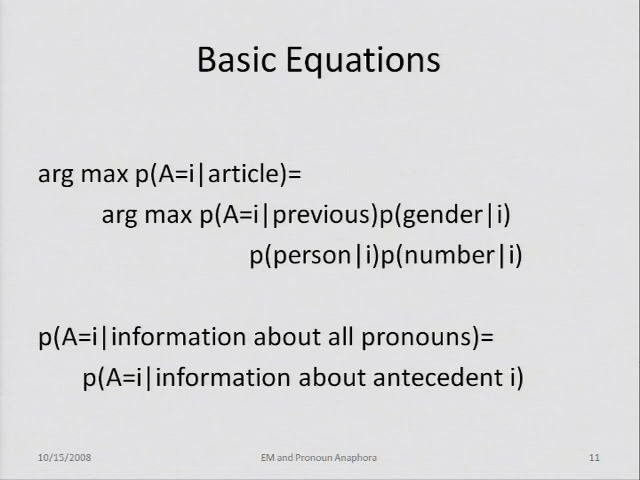 Basic Equations
arg max p(A=i|article)=
arg max p(A=i|previous)p(gender|i)
p(person|i)p(number|i)
p(A=i|information about all pronouns)=
p(A=i|information about antecedent i)
10/15/2008
EM and Pronoun Anaphora
11